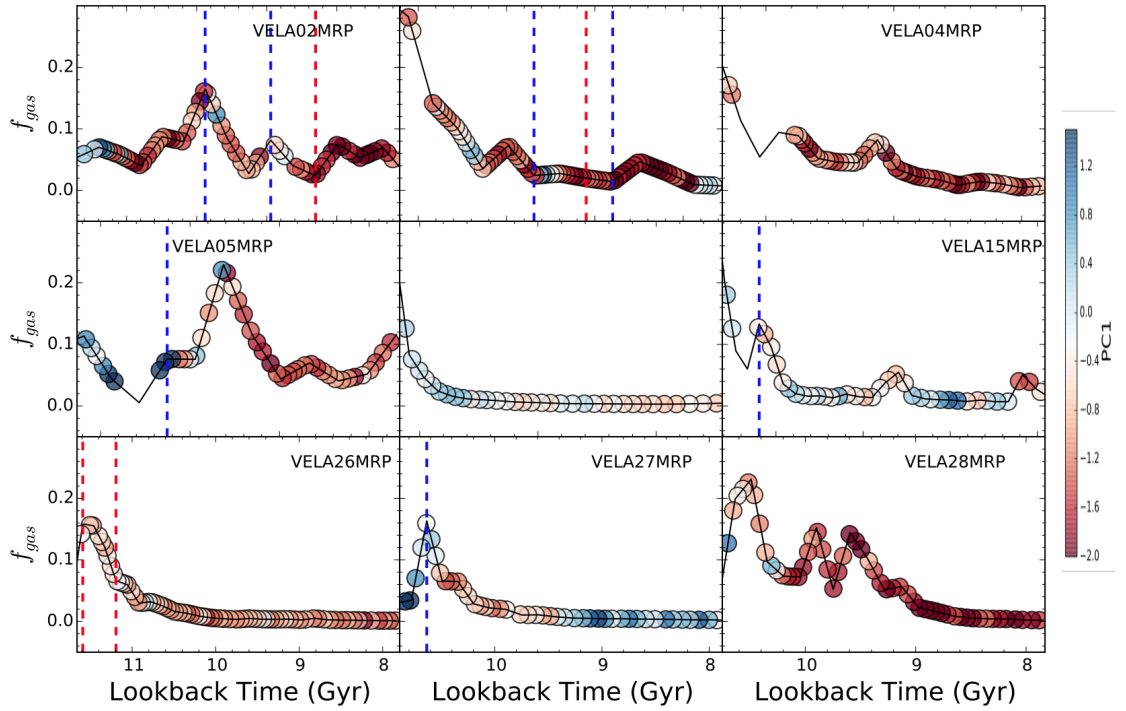 VELA02MRP
VELA04MRP
f_gas
0.2
0.1
0.0
VELA05MRP
VELA15MRP
f_gas
0.2
0.1
0.0
VELA26MRP
VELA27MRP
VELA28MRP
f_gas
0.2
0.1
0.0
11 10 9 8
10 9 8
10 9 8
Lookback Time (Gyr)
Lookback Time (Gyr)
Lookback Time (Gyr)
1.2
0.8
0.4
0.0
−0.4
−0.8
−1.2
−1.6
−2.0
PC1